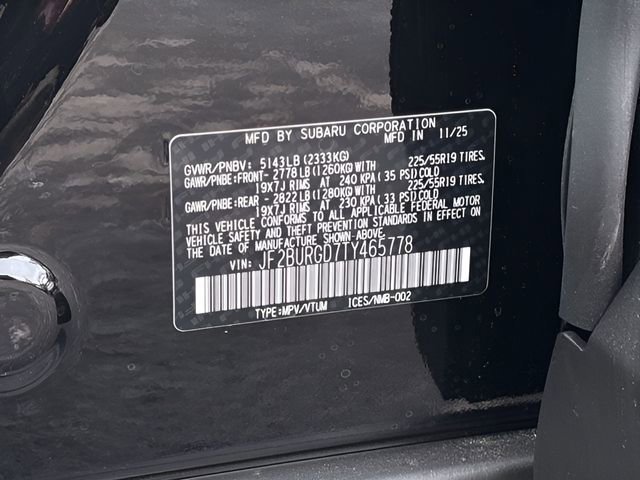 MFD BY SUBARU CORPORATION
MFD IN 11/25
GVWR/PNBV: 5143LB(2333KG)
GAWR/PNBE:FRONT- 2778LB(1260KG)WITH 225/55R19 TIRES.
19X7J RIMS AT 240 KPA(35 PSI)COLD
GAWR/PNBE:REAR - 2822LB(1280KG)WITH 225/55R19 TIRES.
19X7J RIMS AT 230 KPA(33 PSI)COLD
THIS VEHICLE CONFORMS TO ALL APPLICABLE FEDERAL MOTOR
VEHICLE SAFETY AND THEFT PREVENTION STANDARDS IN EFFECT ON
THE DATE OF MANUFACTURE SHOWN ABOVE.
VIN: JF2BURGD7TY465778
TYPE:MPV/VTUM ICES/NMB-002